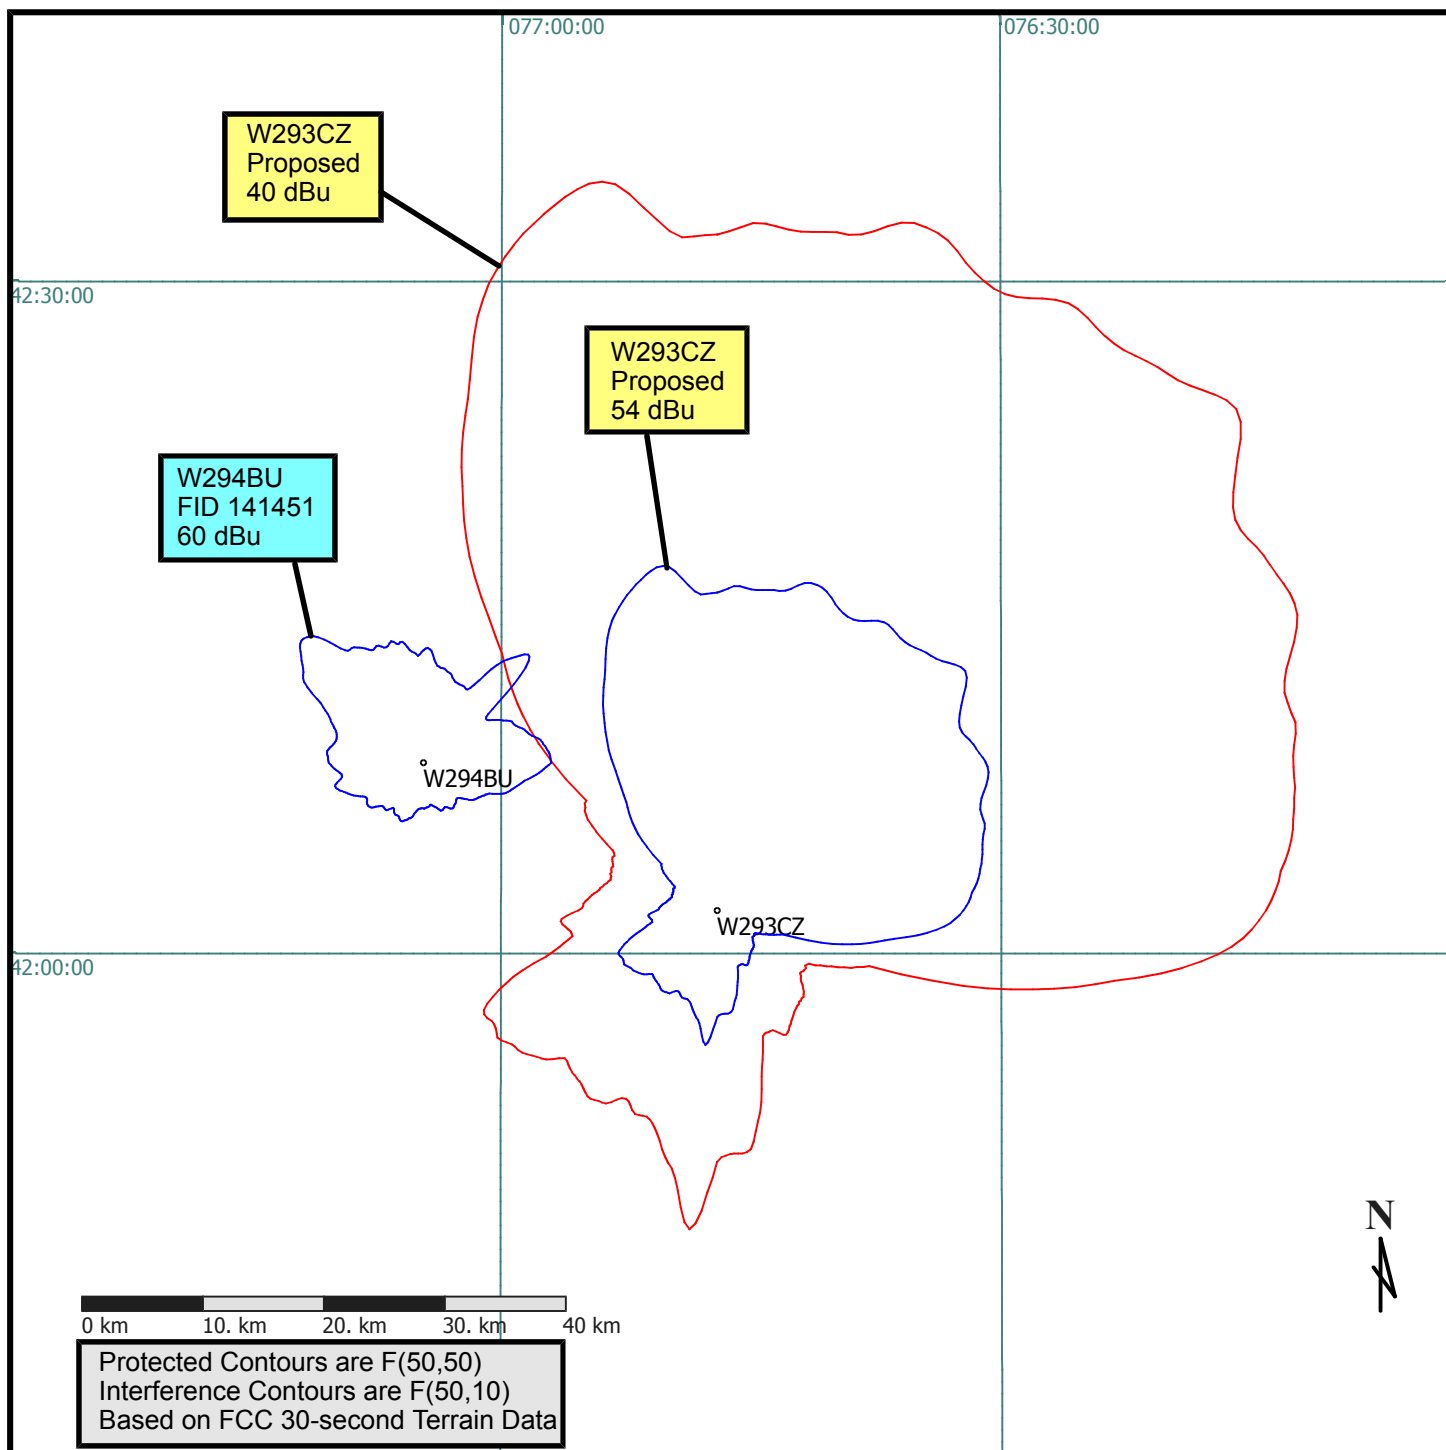 077:00:00
076:30:00
W293CZ
Proposed
40 dBu
42:30:00
W293CZ
Proposed
54 dBu
W294BU
FID 141451
60 dBu
W294BU
W293CZ
42:00:00
N
0 km
10. km
20. km
30. km
40 km
Protected Contours are F(50,50)
Interference Contours are F(50,10)
Based on FCC 30-second Terrain Data